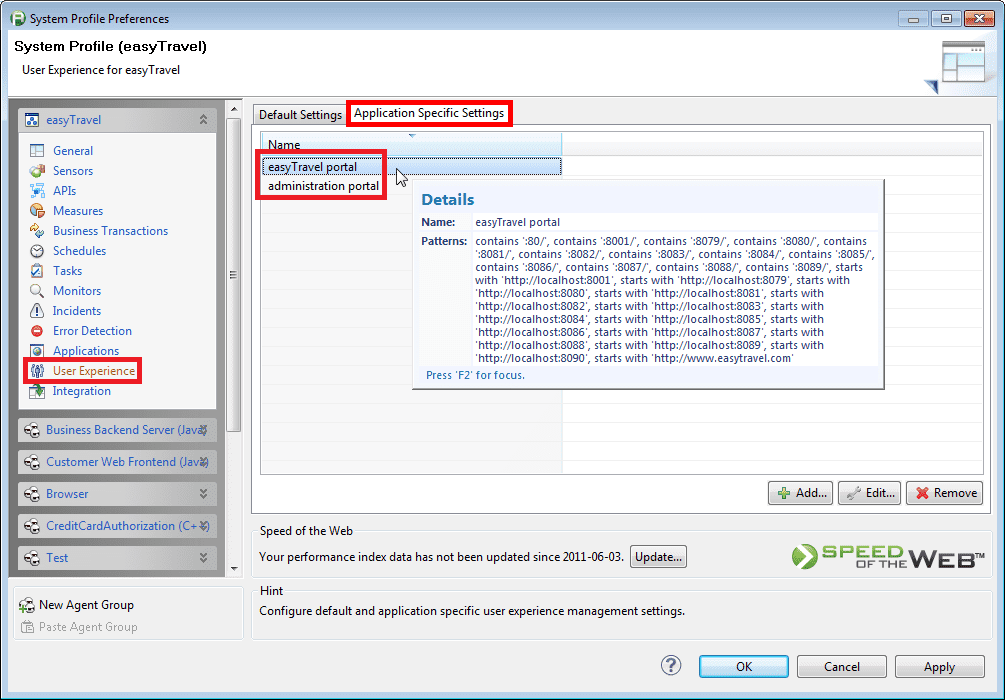 System Profile Preferences
System Profile (easyTravel)
User Experience for easyTravel
easyTravel
General
Sensors
APIs
Measures
Business Transactions
Schedules
Tasks
Monitors
Incidents
Error Detection
Applications
User Experience
Integration
Business Backend Server (Java)
Customer Web Frontend (Java)
Browser
CreditCardAuthorization (C++)
Test
New Agent Group
Paste Agent Group
Default Settings
Application Specific Settings
Name
easyTravel portal
administration portal
Details
Name: easyTravel portal
Patterns: contains ':80/', contains ':8001/', contains ':8079/', contains ':8080/', contains
':8081/', contains ':8082/', contains ':8083/', contains ':8084/', contains ':8085/',
contains ':8086/', contains ':8087/', contains ':8088/', contains ':8089/', starts
with 'http://localhost:8001', starts with 'http://localhost:8079', starts with
'http://localhost:8080', starts with 'http://localhost:8081', starts with
'http://localhost:8082', starts with 'http://localhost:8083', starts with
'http://localhost:8084', starts with 'http://localhost:8085', starts with
'http://localhost:8086', starts with 'http://localhost:8087', starts with
'http://localhost:8088', starts with 'http://localhost:8089', starts with
'http://localhost:8090', starts with 'http://www.easytravel.com'
Press 'F2' for focus.
Add...
Edit...
Remove
Speed of the Web
Your performance index data has not been updated since 2011-06-03.
Update...
SPEED
OF THE WEB™
Hint
Configure default and application specific user experience management settings.
?
OK
Cancel
Apply